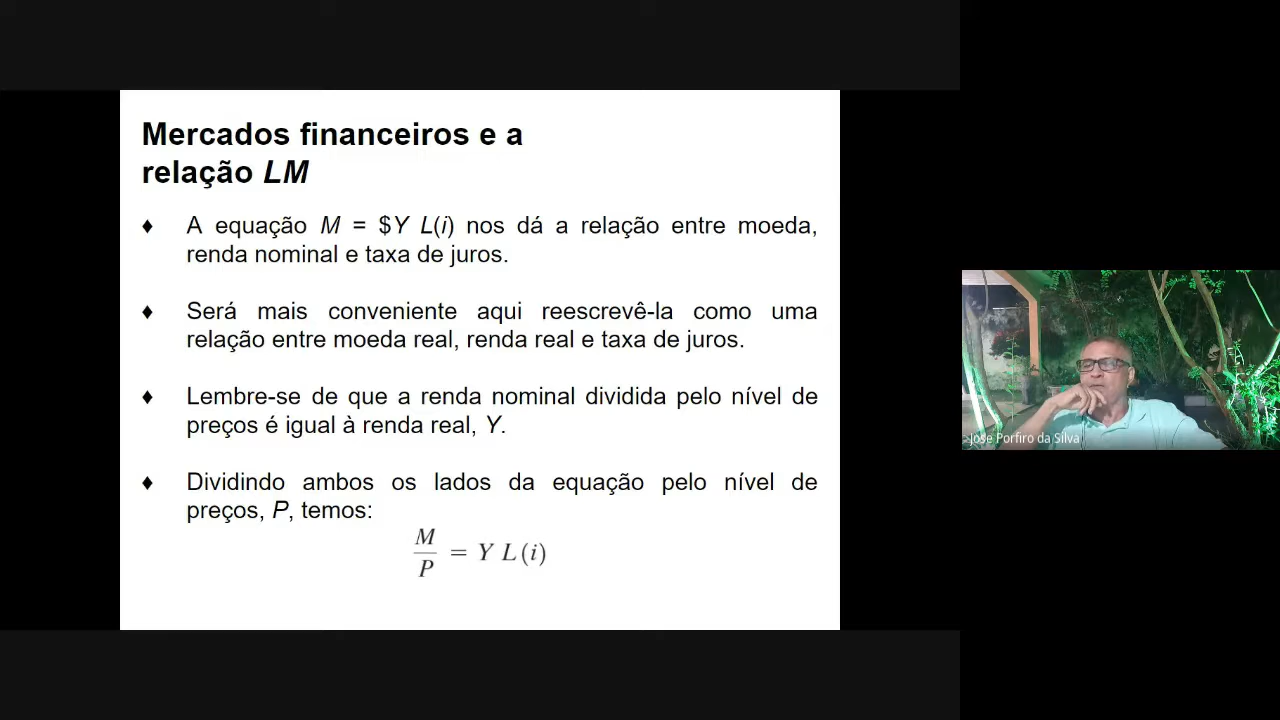 Mercados financeiros e a
relação LM
♦ A equação M = $Y L(i) nos dá a relação entre moeda,
renda nominal e taxa de juros.
♦ Será mais conveniente aqui reescrevê-la como uma
relação entre moeda real, renda real e taxa de juros.
♦ Lembre-se de que a renda nominal dividida pelo nível de
preços é igual à renda real, Y.
♦ Dividindo ambos os lados da equação pelo nível de
preços, P, temos:
M/P = Y L(i)
Jose Porfiro da Silva